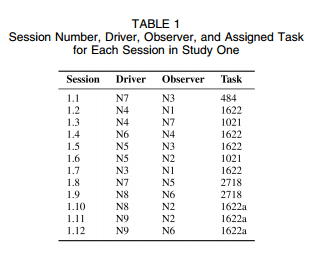 TABLE 1
Session Number, Driver, Observer, and Assigned Task
for Each Session in Study One
Session Driver Observer Task
1.1 N7 N3 484
1.2 N4 N1 1622
1.3 N4 N7 1021
1.4 N6 N4 1622
1.5 N5 N3 1622
1.6 N5 N2 1021
1.7 N3 N1 1622
1.8 N7 N5 2718
1.9 N8 N6 2718
1.10 N8 N2 1622a
1.11 N9 N2 1622a
1.12 N9 N6 1622a